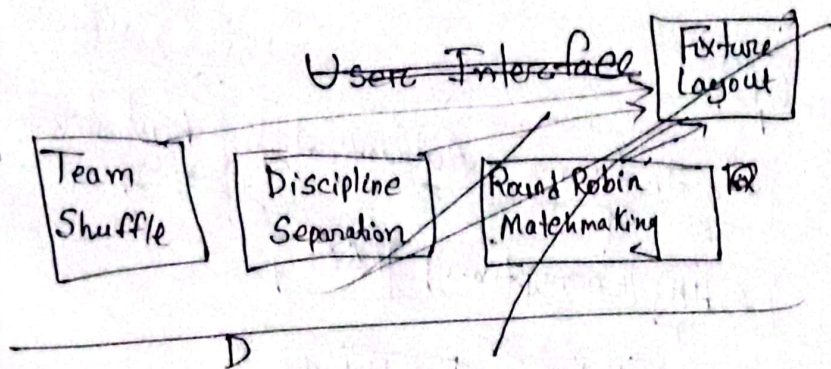 User Interface
Fixture
Layout
Team
Shuffle
Discipline
Separation
Round Robin
Matchmaking
D